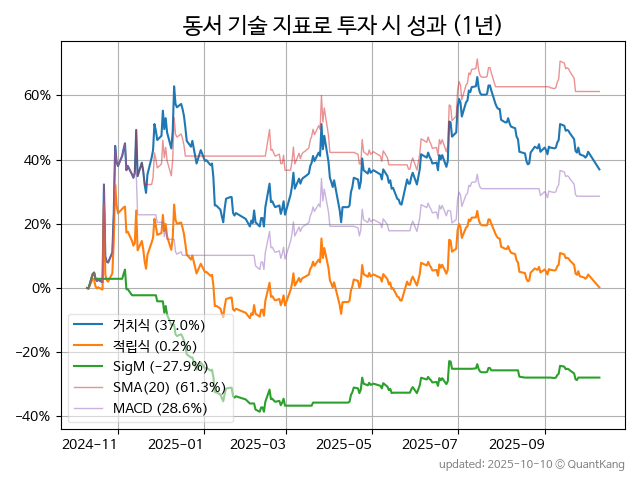 동서 기술 지표로 투자 시 성과 (1년)
60%
40%
20%
0%
−20%
−40%
거치식 (37.0%)
적립식 (0.2%)
SigM (−27.9%)
SMA(20) (61.3%)
MACD (28.6%)
2024−11 2025−01 2025−03 2025−05 2025−07 2025−09
updated: 2025-10-10 © QuantKang